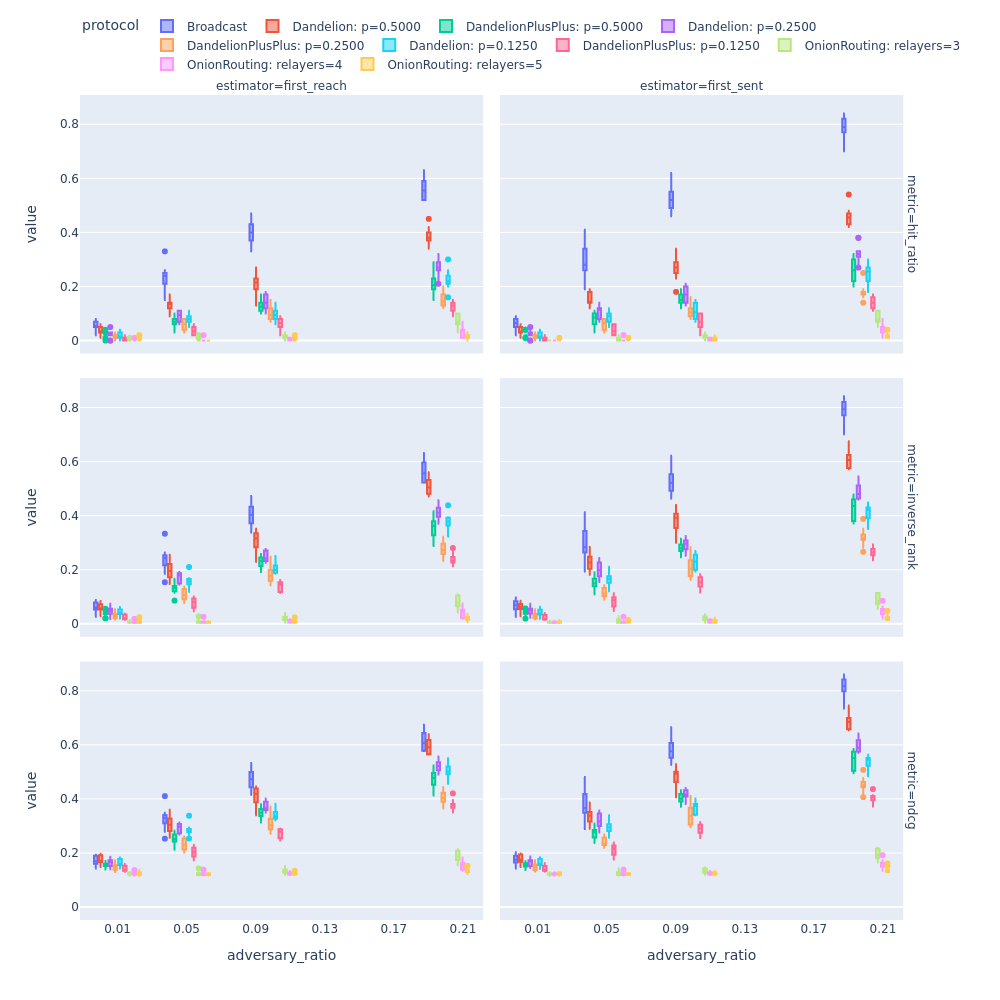 protocol
Broadcast
Dandelion: p=0.5000
DandelionPlusPlus: p=0.5000
Dandelion: p=0.2500
DandelionPlusPlus: p=0.2500
Dandelion: p=0.1250
DandelionPlusPlus: p=0.1250
OnionRouting: relayers=3
OnionRouting: relayers=4
OnionRouting: relayers=5
estimator=first_reach
estimator=first_sent
0.8
0.6
0.4
0.2
0
value
metric=hit_ratio
0.8
0.6
0.4
0.2
0
value
metric=inverse_rank
0.8
0.6
0.4
0.2
0
value
metric=ndcg
0.01
0.05
0.09
0.13
0.17
0.21
0.01
0.05
0.09
0.13
0.17
0.21
adversary_ratio
adversary_ratio